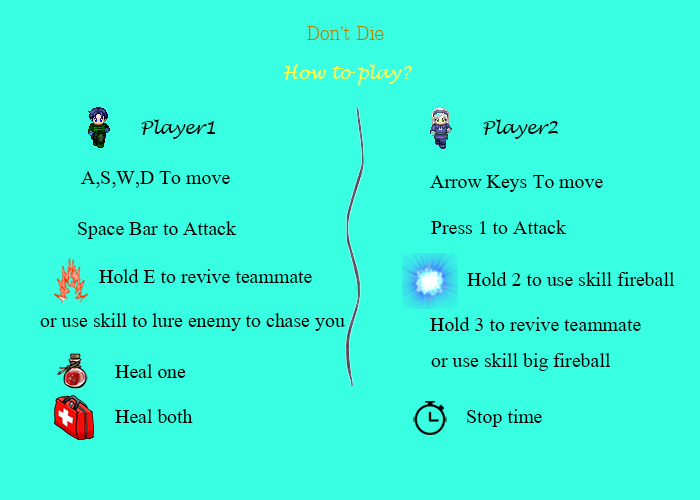 Don't Die
How to play?
Player1
A,S,W,D To move
Space Bar to Attack
Hold E to revive teammate
or use skill to lure enemy to chase you
Heal one
Heal both
Player2
Arrow Keys To move
Press 1 to Attack
Hold 2 to use skill fireball
Hold 3 to revive teammate
or use skill big fireball
Stop time